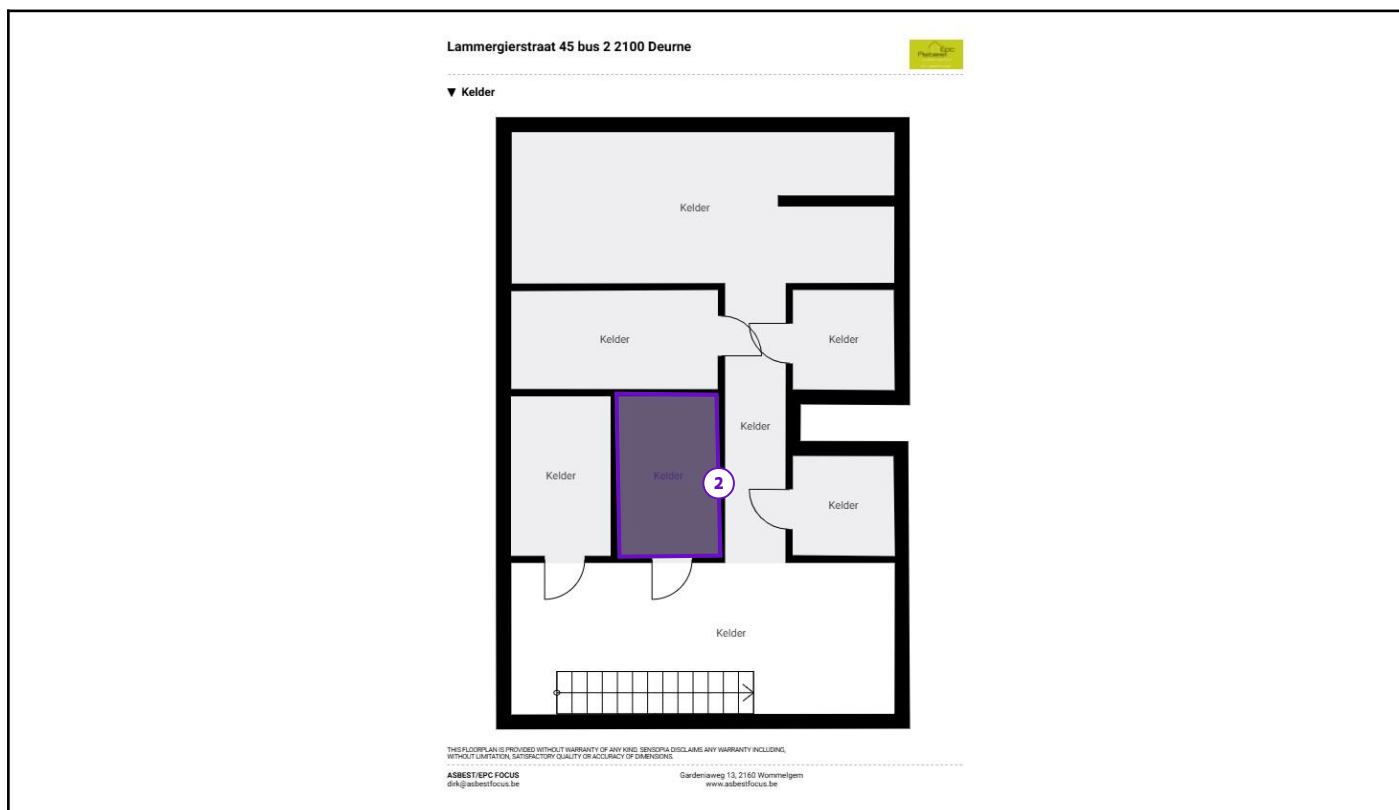 Lammergierstraat 45 bus 2 2100 Deurne
Epc
▼ Kelder
Kelder
Kelder
Kelder
Kelder
Kelder
Kelder
2
Kelder
Kelder
THIS FLOORPLAN IS PROVIDED WITHOUT WARRANTY OF ANY KIND. SENSOPIA DISCLAIMS ANY WARRANTY INCLUDING,
WITHOUT LIMITATION, SATISFACTORY QUALITY OR ACCURACY OF DIMENSIONS.
ASBEST/EPC FOCUS
dirk@asbestfocus.be
Gardeniaweg 13, 2160 Wommelgem
www.asbestfocus.be